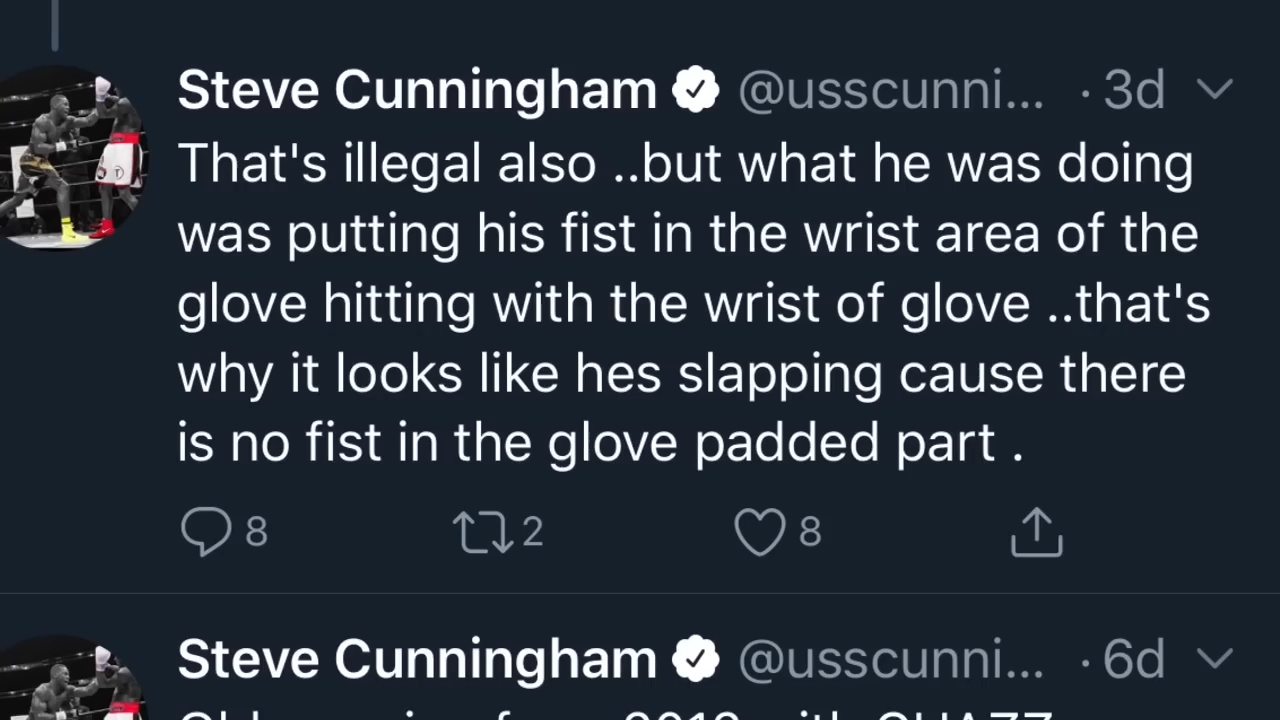 Steve Cunningham @usscunni... · 3d
That's illegal also ..but what he was doing
was putting his fist in the wrist area of the
glove hitting with the wrist of glove ..that's
why it looks like hes slapping cause there
is no fist in the glove padded part .
8 2 8
Steve Cunningham @usscunni... · 6d